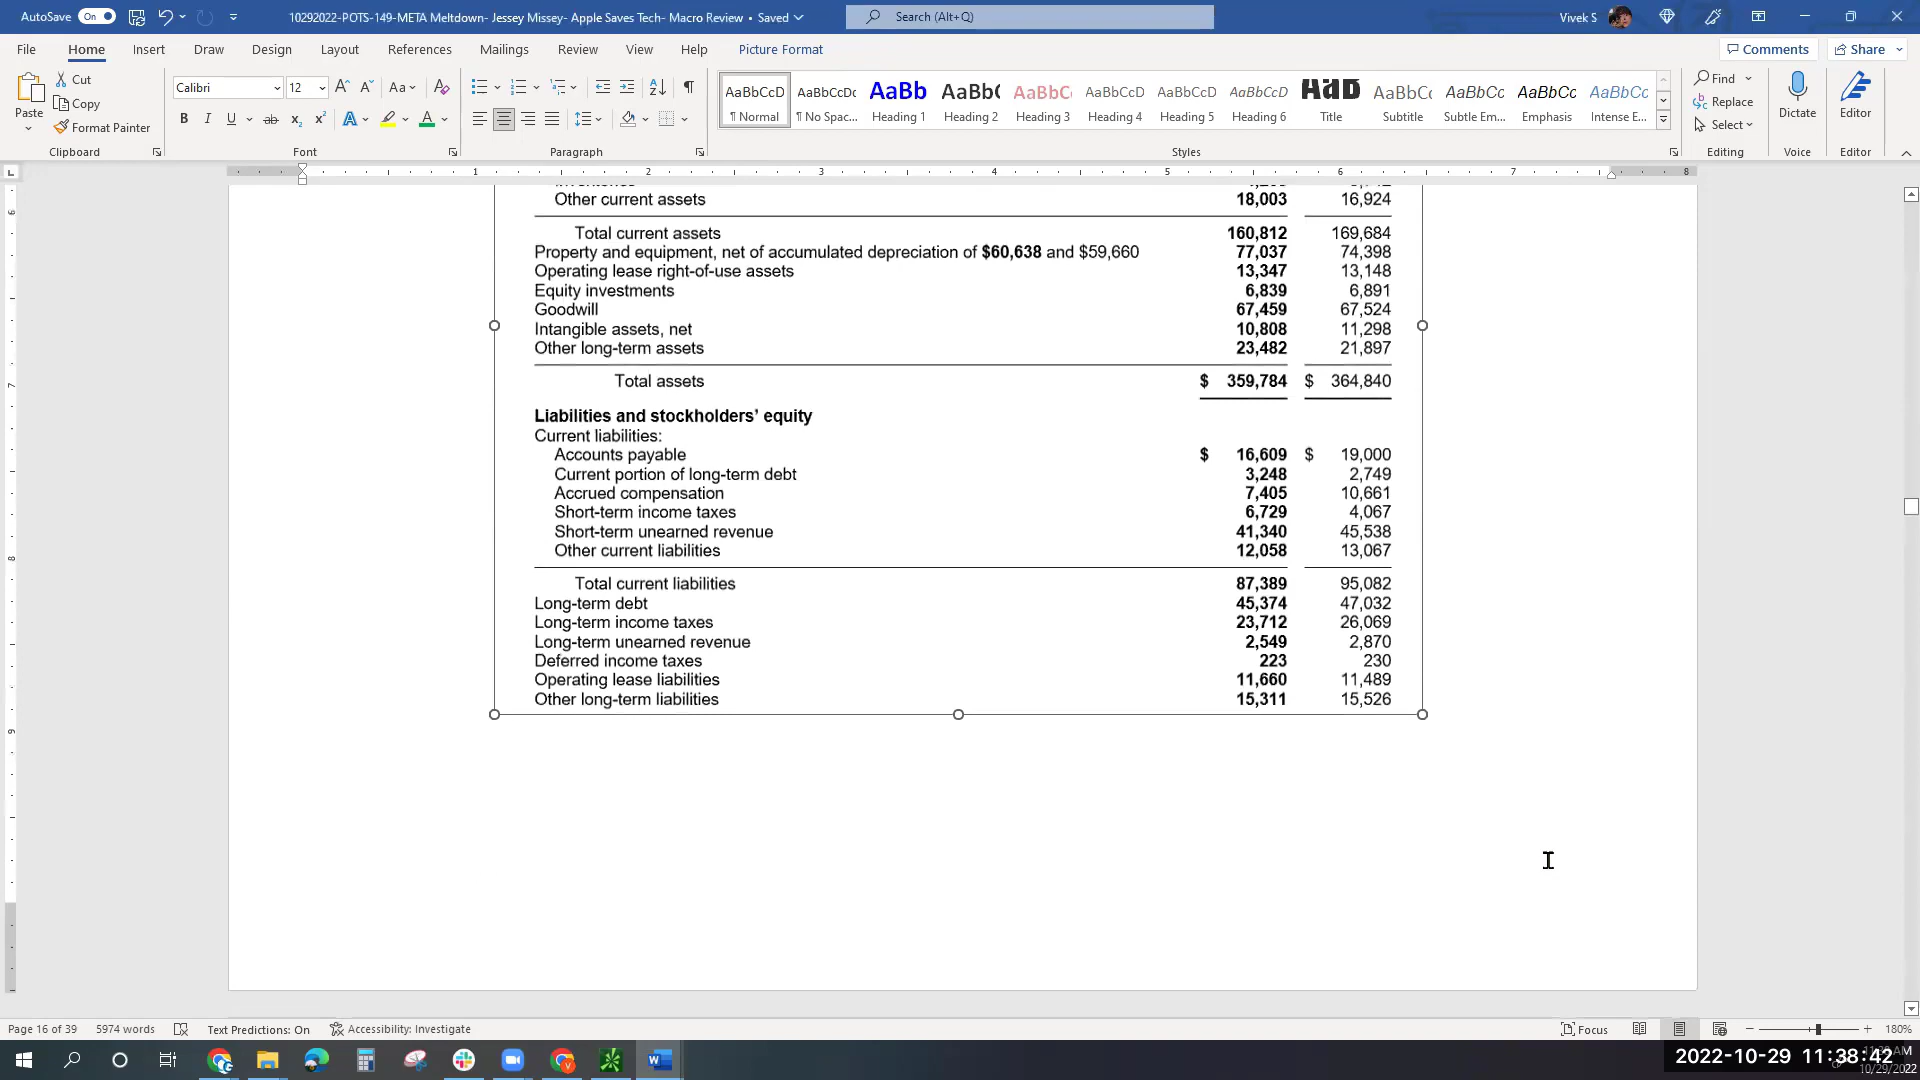 AutoSave On 10292022-POTS-149-META Meltdown- Jessey Missey- Apple Saves Tech- Macro Review • Saved Search (Alt+Q) Vivek S
File Home Insert Draw Design Layout References Mailings Review View Help Picture Format Comments Share
Paste Cut Copy Format Painter
Calibri 12 Aa
B I U ab x₂ x² A A
AaBbCcD AaBbCcDc AaBb AaBbC AaBbC AaBbCcD AaBbCcD AaBbCcD AaB AaBbCc AaBbCc AaBbCc AaBbCc
¶ Normal ¶ No Spac... Heading 1 Heading 2 Heading 3 Heading 4 Heading 5 Heading 6 Title Subtitle Subtle Em... Emphasis Intense E...
Find Replace Select Dictate Editor
Clipboard Font Paragraph Styles Editing Voice Editor
1 2 3 4 5 6 7 8
Other current assets 18,003 16,924
Total current assets 160,812 169,684
Property and equipment, net of accumulated depreciation of $60,638 and $59,660 77,037 74,398
Operating lease right-of-use assets 13,347 13,148
Equity investments 6,839 6,891
Goodwill 67,459 67,524
Intangible assets, net 10,808 11,298
Other long-term assets 23,482 21,897
Total assets $ 359,784 $ 364,840
Liabilities and stockholders’ equity
Current liabilities:
Accounts payable $ 16,609 $ 19,000
Current portion of long-term debt 3,248 2,749
Accrued compensation 7,405 10,661
Short-term income taxes 6,729 4,067
Short-term unearned revenue 41,340 45,538
Other current liabilities 12,058 13,067
Total current liabilities 87,389 95,082
Long-term debt 45,374 47,032
Long-term income taxes 23,712 26,069
Long-term unearned revenue 2,549 2,870
Deferred income taxes 223 230
Operating lease liabilities 11,660 11,489
Other long-term liabilities 15,311 15,526
Page 16 of 39 5974 words Text Predictions: On Accessibility: Investigate Focus 180%
2022-10-29 11:38:42